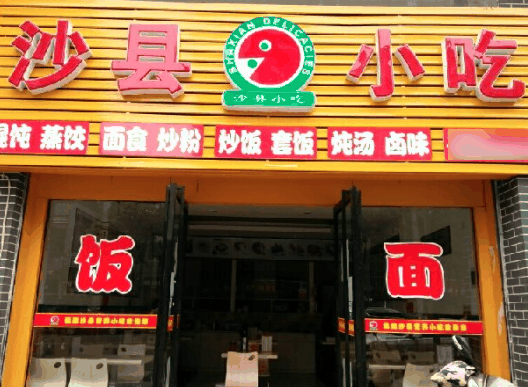 沙县 小吃
SHAXIAN DELICACIES
沙县小吃
混饨 蒸饺 面食 炒粉 炒饭 套饭 炖汤 卤味
饭 面